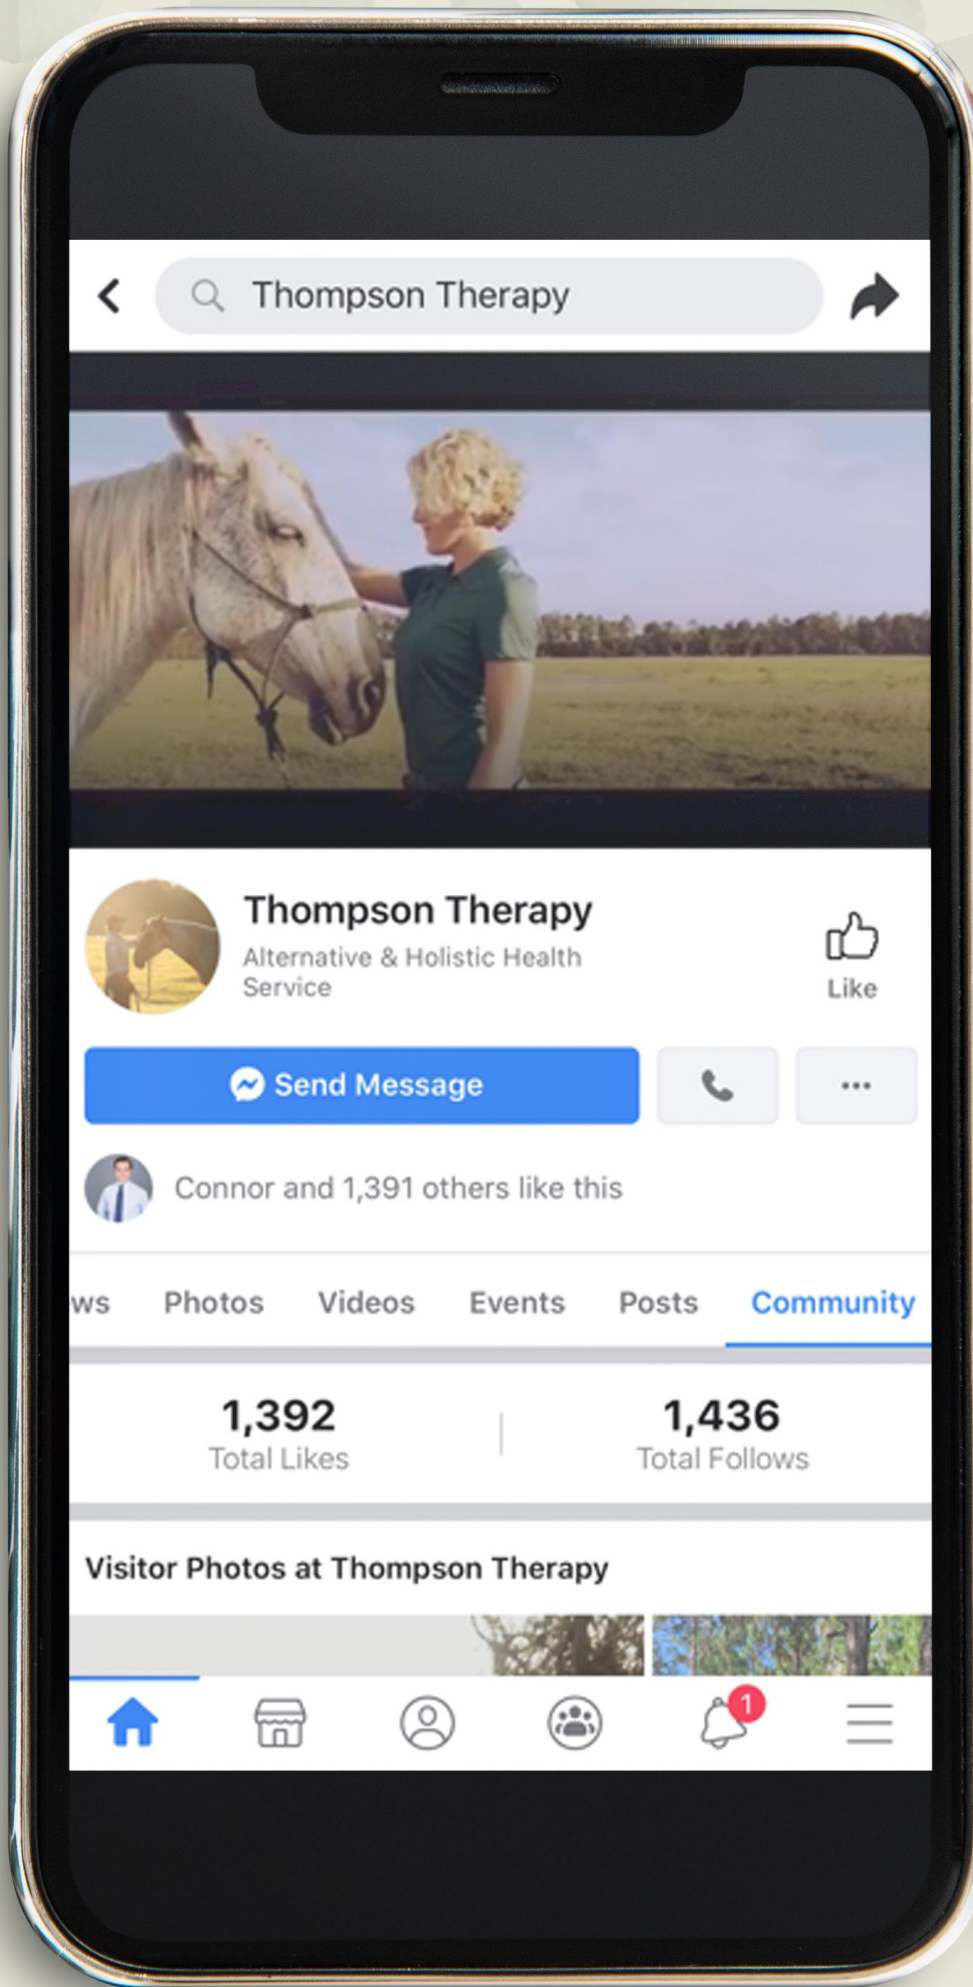 Thompson Therapy
Thompson Therapy
Alternative & Holistic Health
Service
Like
Send Message
Connor and 1,391 others like this
ws Photos Videos Events Posts Community
1,392 1,436
Total Likes Total Follows
Visitor Photos at Thompson Therapy
1